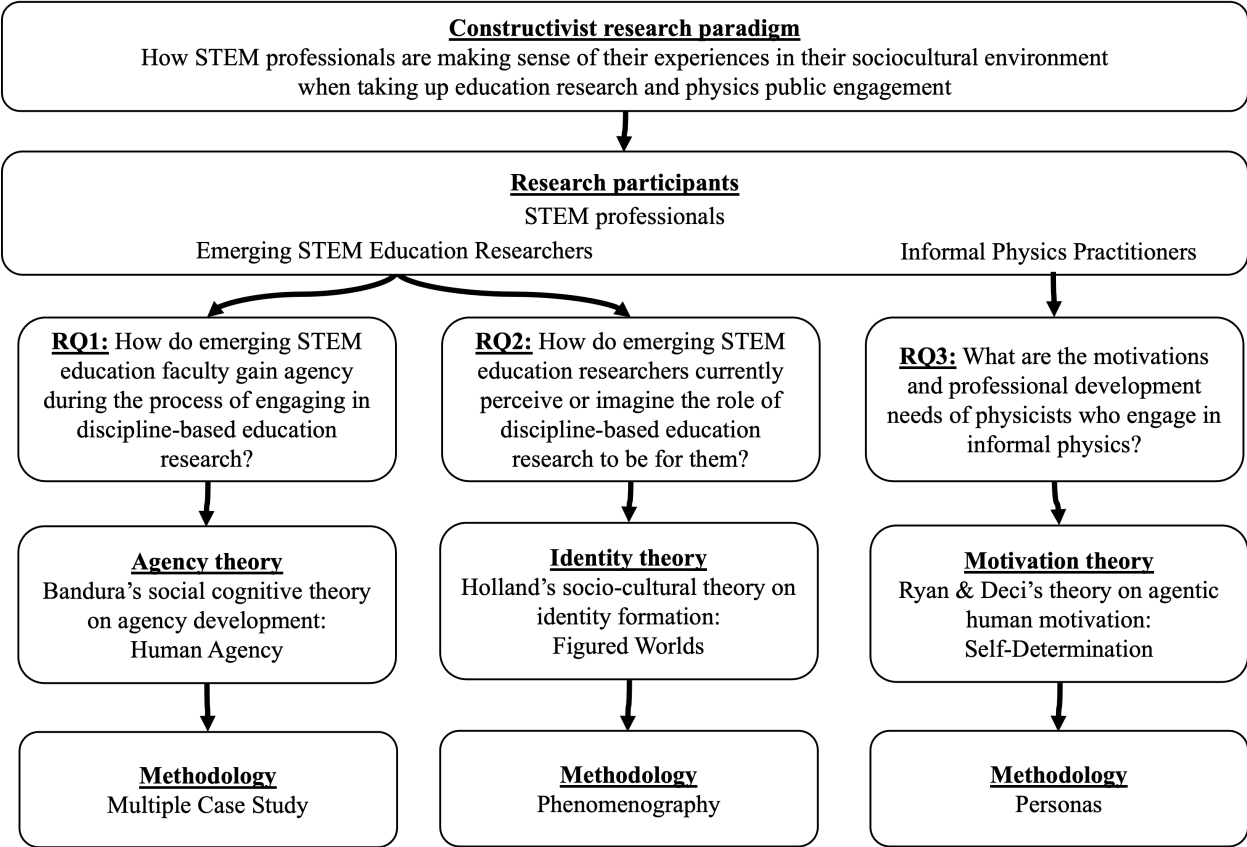 Constructivist research paradigm
How STEM professionals are making sense of their experiences in their sociocultural environment
when taking up education research and physics public engagement
Research participants
STEM professionals
Emerging STEM Education Researchers
Informal Physics Practitioners
RQ1: How do emerging STEM
education faculty gain agency
during the process of engaging in
discipline-based education
research?
RQ2: How do emerging STEM
education researchers currently
perceive or imagine the role of
discipline-based education
research to be for them?
RQ3: What are the motivations
and professional development
needs of physicists who engage in
informal physics?
Agency theory
Bandura’s social cognitive theory
on agency development:
Human Agency
Identity theory
Holland’s socio-cultural theory on
identity formation:
Figured Worlds
Motivation theory
Ryan & Deci’s theory on agentic
human motivation:
Self-Determination
Methodology
Multiple Case Study
Methodology
Phenomenography
Methodology
Personas